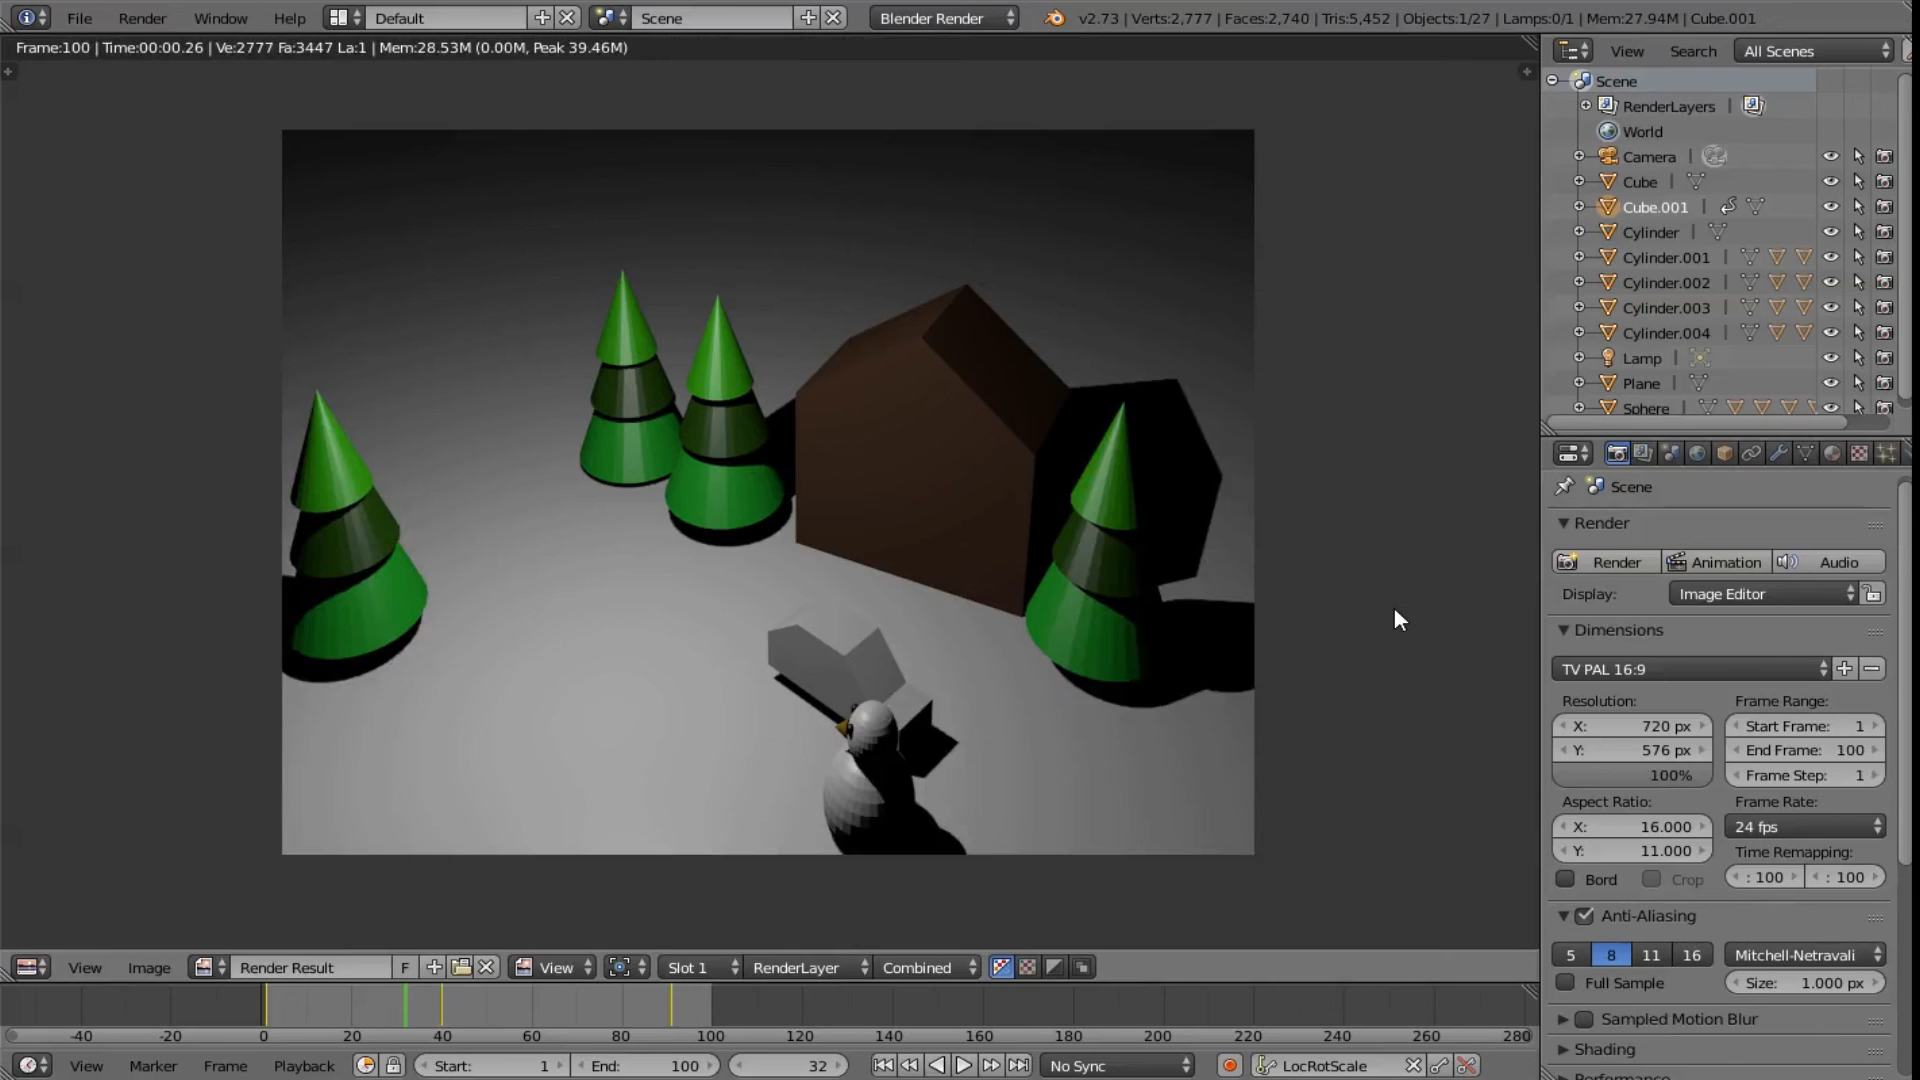 File Render Window Help Default Scene Blender Render v2.73 | Verts:2,777 | Faces:2,740 | Tris:5,452 | Objects:1/27 | Lamps:0/1 | Mem:27.94M | Cube.001
Frame:100 | Time:00:00.26 | Ve:2777 Fa:3447 La:1 | Mem:28.53M (0.00M, Peak 39.46M)
View Search All Scenes
Scene
RenderLayers |
World
Camera |
Cube |
Cube.001 |
Cylinder |
Cylinder.001 |
Cylinder.002 |
Cylinder.003 |
Cylinder.004 |
Lamp |
Plane |
Sphere |
Scene
Render
Render Animation Audio
Display: Image Editor
Dimensions
TV PAL 16:9
Resolution: Frame Range:
X: 720 px Start Frame: 1
Y: 576 px End Frame: 100
100% Frame Step: 1
Aspect Ratio: Frame Rate:
X: 16.000 24 fps
Y: 11.000 Time Remapping:
Bord Crop : 100 : 100
Anti-Aliasing
5 8 11 16 Mitchell-Netravali
Full Sample Size: 1.000 px
Sampled Motion Blur
Shading
Performance
View Image Render Result F View Slot 1 RenderLayer Combined
-40 -20 0 20 40 60 80 100 120 140 160 180 200 220 240 260 280
View Marker Frame Playback Start: 1 End: 100 32 No Sync LocRotScale